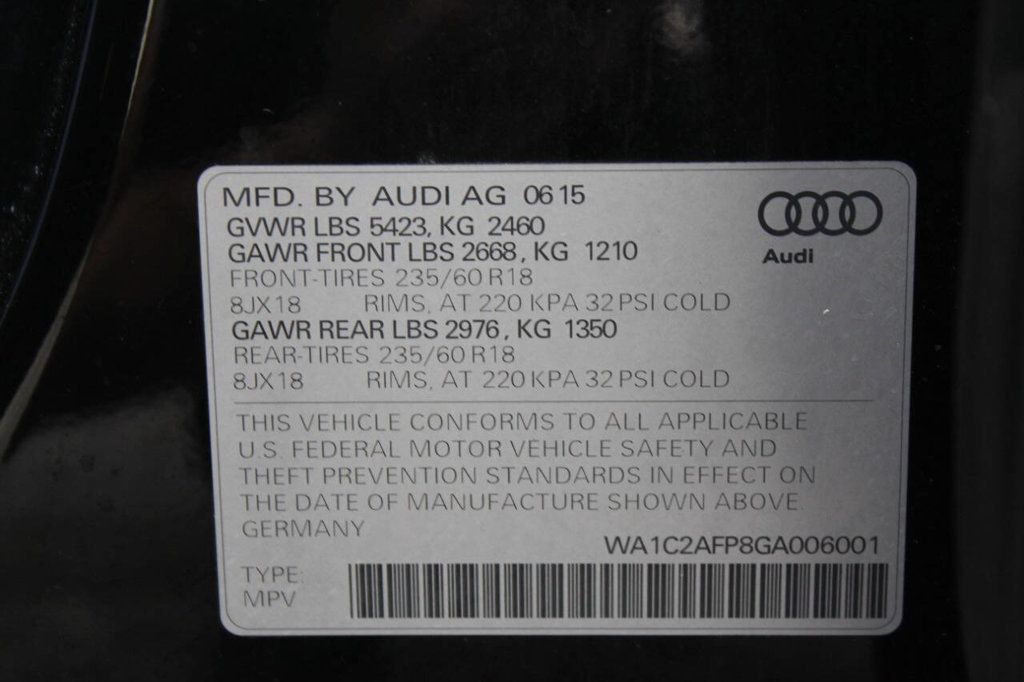 MFD. BY AUDI AG 06 15
GVWR LBS 5423, KG 2460
GAWR FRONT LBS 2668, KG 1210
FRONT-TIRES 235/60 R18
8JX18 RIMS, AT 220 KPA 32 PSI COLD
GAWR REAR LBS 2976, KG 1350
REAR-TIRES 235/60 R18
8JX18 RIMS, AT 220 KPA 32 PSI COLD
Audi
THIS VEHICLE CONFORMS TO ALL APPLICABLE
U.S. FEDERAL MOTOR VEHICLE SAFETY AND
THEFT PREVENTION STANDARDS IN EFFECT ON
THE DATE OF MANUFACTURE SHOWN ABOVE.
GERMANY
WA1C2AFP8GA006001
TYPE:
MPV